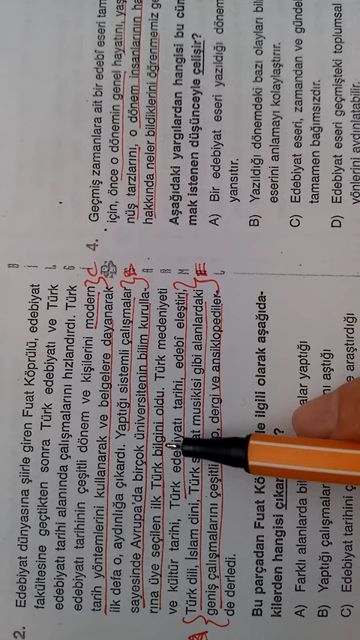 2. Edebiyat dünyasına şiirle giren Fuat Köprülü, edebiyat
fakültesine geçtikten sonra Türk edebiyatı ve Türk
edebiyatı tarihi alanında çalışmalarını hızlandırdı. Türk
edebiyatı tarihinin çeşitli dönem ve kişilerini modern
tarih yöntemlerini kullanarak ve belgelere dayanarak
ilk defa o, aydınlığa çıkardı. Yaptığı sistemli çalışmalar
sayesinde Avrupa'da birçok üniversitenin bilim kurulla-
rına üye seçilen ilk Türk bilgini oldu. Türk medeniyeti
ve kültür tarihi, Türk edebiyatı tarihi, edebî eleştiri,
Türk dili, İslam dini, Türk musikisi gibi alanlardaki
geniş çalışmalarını çeşitli dergi ve ansiklopediler-
de derledi.
Bu parçadan Fuat Kö ile ilgili olarak aşağıda-
kilerden hangisi çıkar ?
A) Farklı alanlarda yaptığı
B) Yaptığı çalışmalar aştığı
C) Edebiyat tarihini araştırdığı
4. Geçmiş zamanlara ait bir edebî eseri
için, önce o dönemin genel hayatını,
nüş tarzlarını, o dönem insanlarının
hakkında neler bildiklerini öğrenmemiz
Aşağıdaki yargılardan hangisi bu
mak istenen düşünceyle çelişir?
A) Bir edebiyat eseri yazıldığı
yansıtır.
B) Yazıldığı dönemdeki bazı olayları
eserini anlamayı kolaylaştırır.
C) Edebiyat eseri, zamandan ve
tamamen bağımsızdır.
D) Edebiyat eseri geçmişteki toplumsal
yönlerini aydınlatabilir.